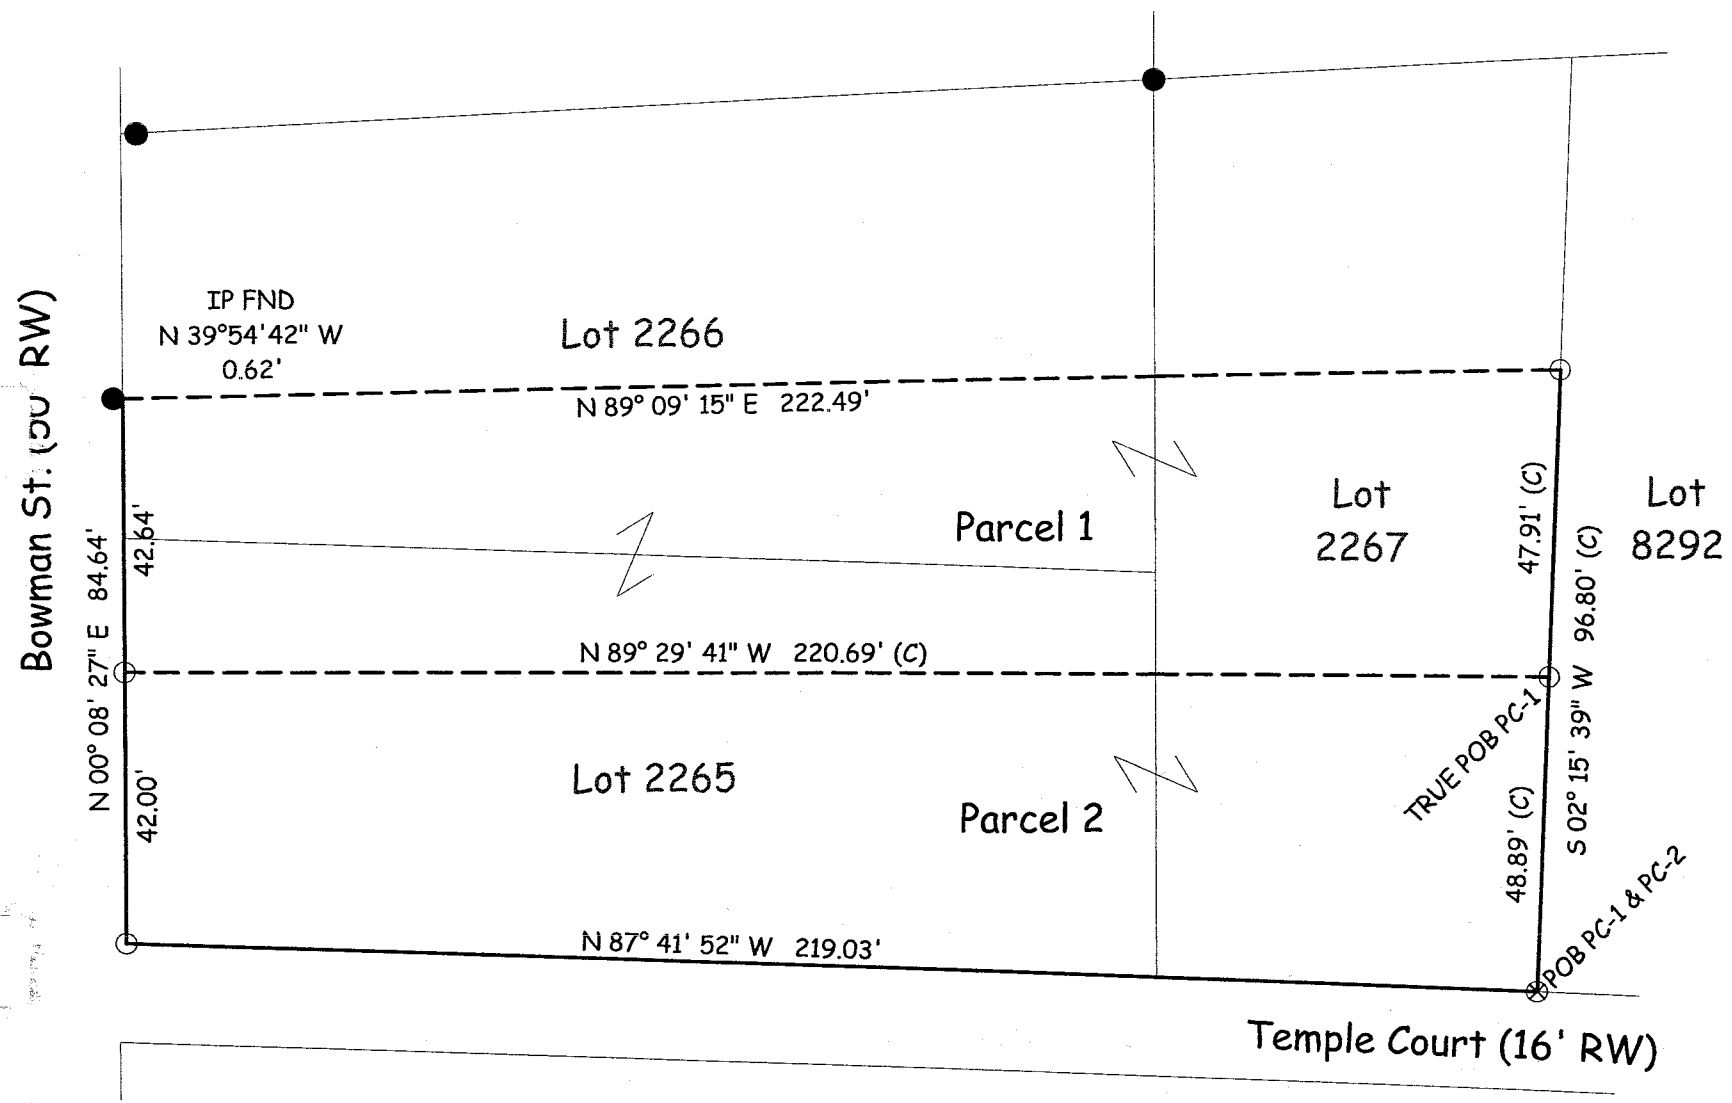 IP FND
N 39°54'42" W
0.62'
Lot 2266
N 89° 09' 15" E 222.49'
Bowman St. RW)
N 00° 08' 27" E 84.64'
42.64'
42.00'
Parcel 1
Lot
2267
47.91' (C)
Lot
8292
S 02° 15' 39" W 96.80' (C)
N 89° 29' 41" W 220.69' (C)
TRUE POB PC-1
Lot 2265
Parcel 2
48.89' (C)
POB PC-1 & PC-2
N 87° 41' 52" W 219.03'
Temple Court (16' RW)